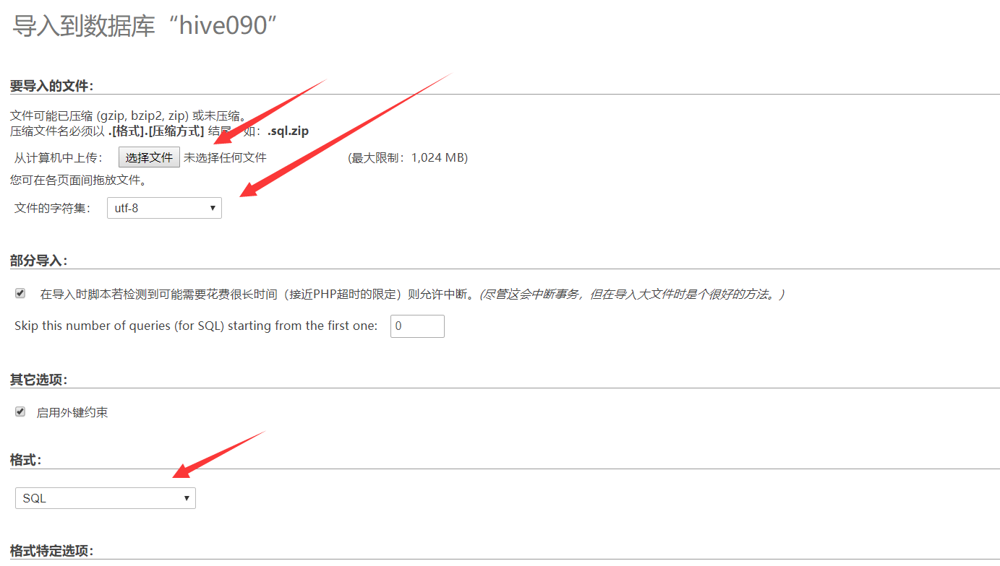 导入到数据库“hive090”
要导入的文件：
文件可能已压缩 (gzip, bzip2, zip) 或未压缩。
压缩文件名必须以 .[格式].[压缩方式] 结尾。如：.sql.zip
从计算机中上传： 选择文件 未选择任何文件 (最大限制：1,024 MB)
您可在各页面间拖放文件。
文件的字符集： utf-8
部分导入：
在导入时脚本若检测到可能需要花费很长时间（接近PHP超时的限定）则允许中断。(尽管这会中断事务，但在导入大文件时是个很好的方法。)
Skip this number of queries (for SQL) starting from the first one: 0
其它选项：
启用外键约束
格式：
SQL
格式特定选项：